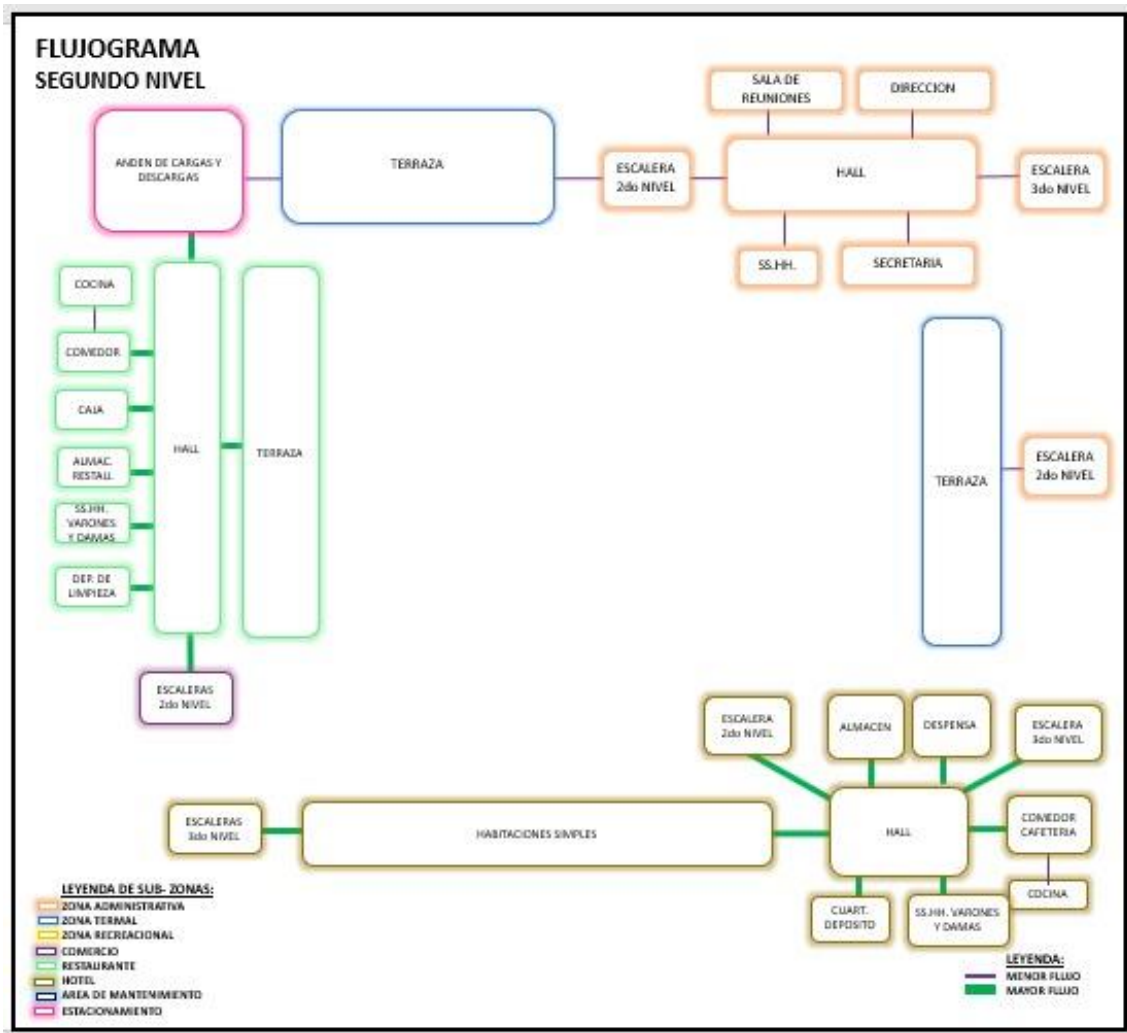 FLUJOGRAMA
SEGUNDO NIVEL
SALA DE
REUNIONES
DIRECCION
ANDEN DE CARGAS Y
DESCARGAS
TERRAZA
ESCALERA
2do NIVEL
HALL
ESCALERA
3do NIVEL
SS.HH.
SECRETARIA
COCINA
COMEDOR
CAJA
ALMAC.
RESTAU.
SS.HH.
VARONES
Y DAMAS
DEP. DE
LIMPIEZA
HALL
TERRAZA
TERRAZA
ESCALERA
2do NIVEL
ESCALERAS
2do NIVEL
ESCALERA
2do NIVEL
ALMACEN
DESPENSA
ESCALERA
3do NIVEL
ESCALERAS
3do NIVEL
HABITACIONES SIMPLES
HALL
COMEDOR
CAFETERIA
COCINA
CUART.
DEPOSITO
SS.HH. VARONES
Y DAMAS
LEYENDA DE SUB- ZONAS:
ZONA ADMINISTRATIVA
ZONA TERMAL
ZONA RECREACIONAL
COMERCIO
RESTAURANTE
HOTEL
AREA DE MANTENIMIENTO
ESTACIONAMIENTO
LEYENDA:
MENOR FLUJO
MAYOR FLUJO